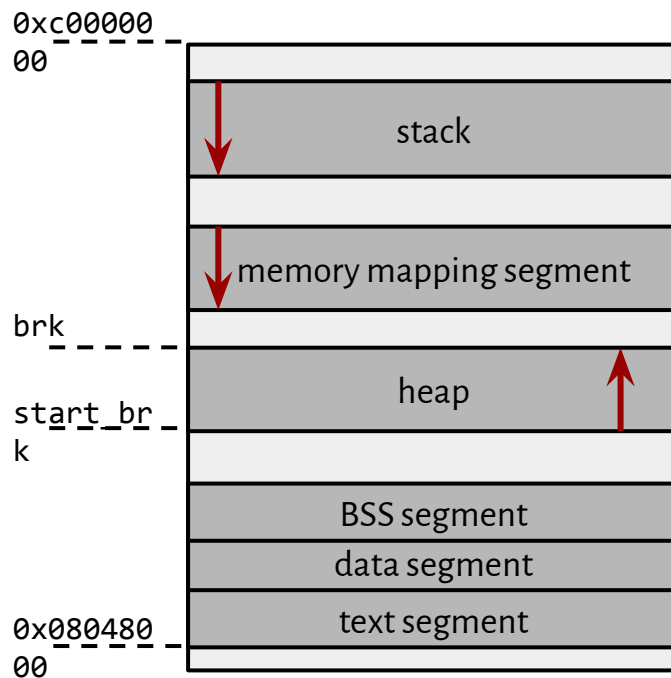 0xc00000
00
stack
memory mapping segment
brk
heap
start_br
k
BSS segment
data segment
text segment
0x080480
00